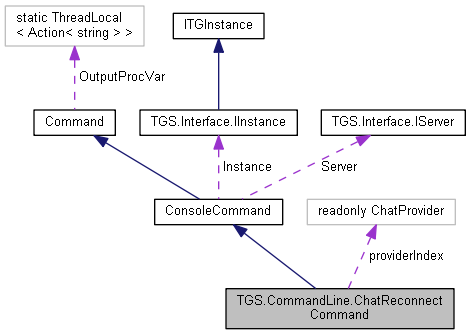 static ThreadLocal
< Action< string > >
ITGInstance
OutputProcVar
Command
TGS.Interface.IInstance
TGS.Interface.IServer
Instance
Server
ConsoleCommand
readonly ChatProvider
providerIndex
TGS.CommandLine.ChatReconnect
Command